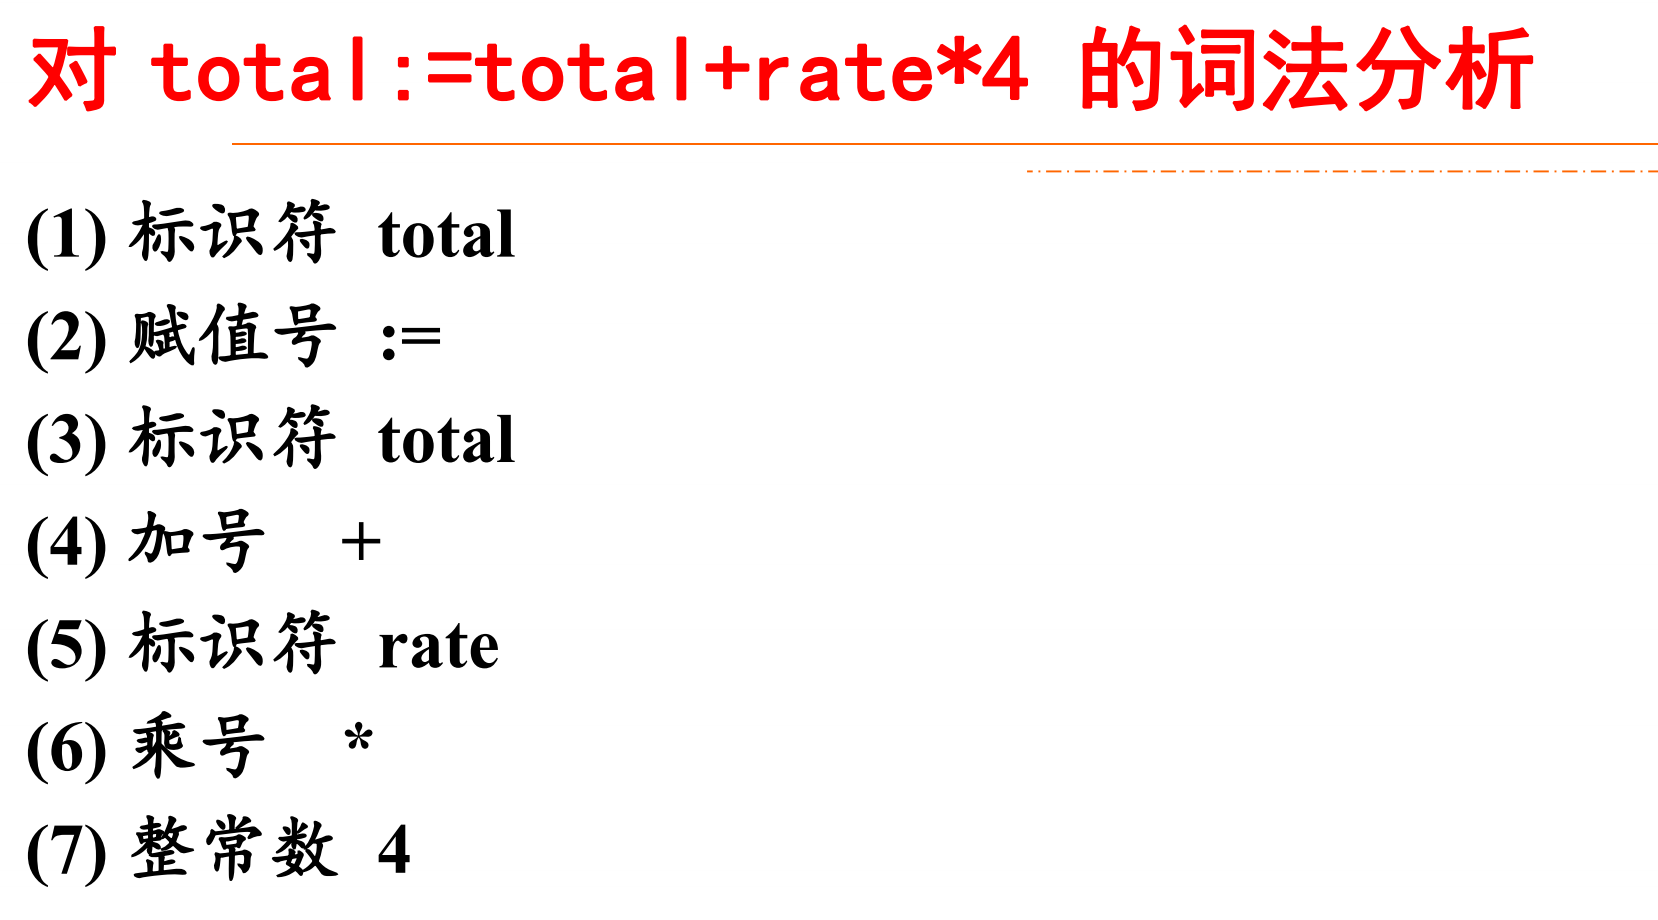 对 total:=total+rate*4 的词法分析
(1) 标识符 total
(2) 赋值号 :=
(3) 标识符 total
(4) 加号 +
(5) 标识符 rate
(6) 乘号 *
(7) 整常数 4